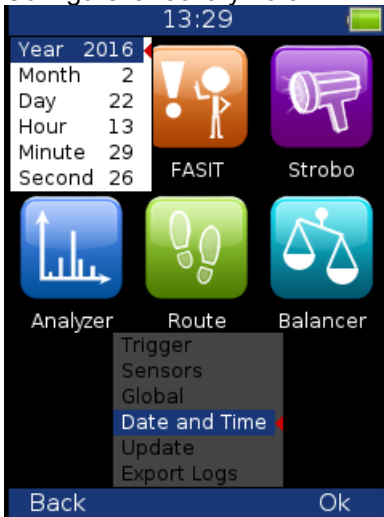 13:29
Year 2016
Month 2
Day 22
Hour 13
Minute 29
Second 26
FASIT Strobo
Analyzer Route Balancer
Trigger
Sensors
Global
Date and Time
Update
Export Logs
Back Ok